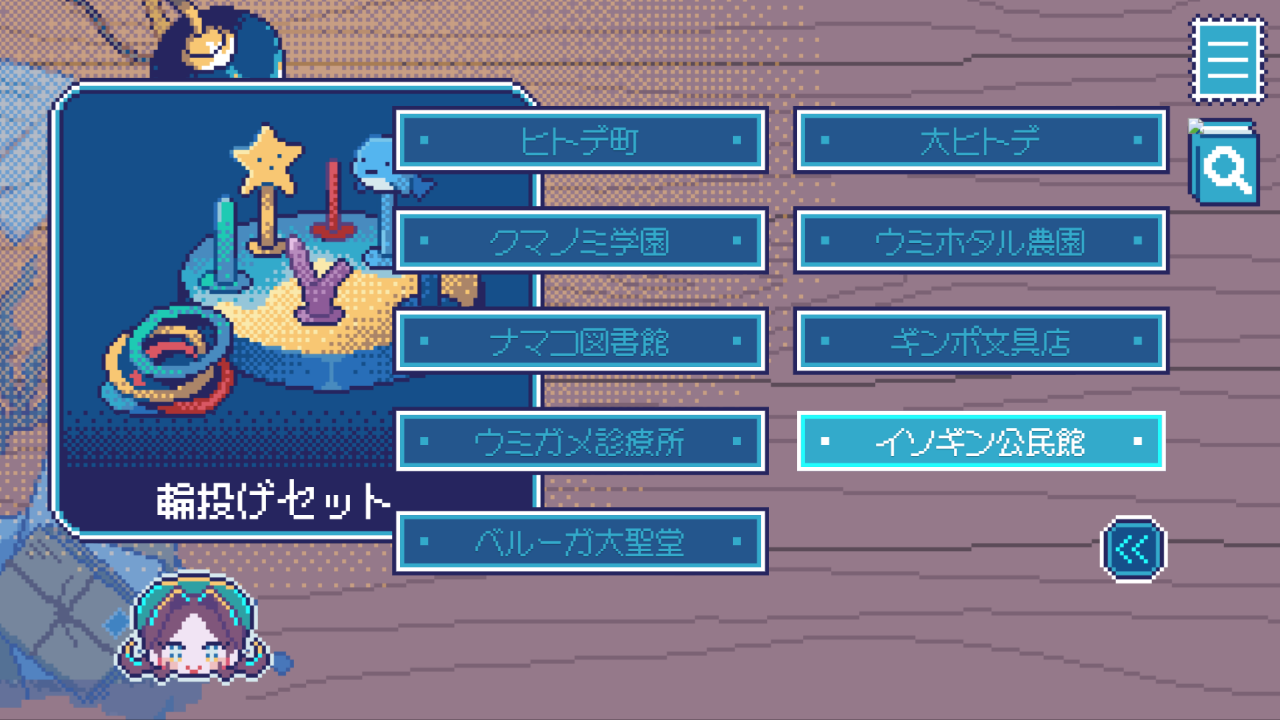 ヒトデ町
大ヒトデ
クマノミ学園
ウミホタル農園
ナマコ図書館
ギンポ文具店
ウミガメ診療所
イソギン公民館
輪投げセット
ベルーガ大聖堂